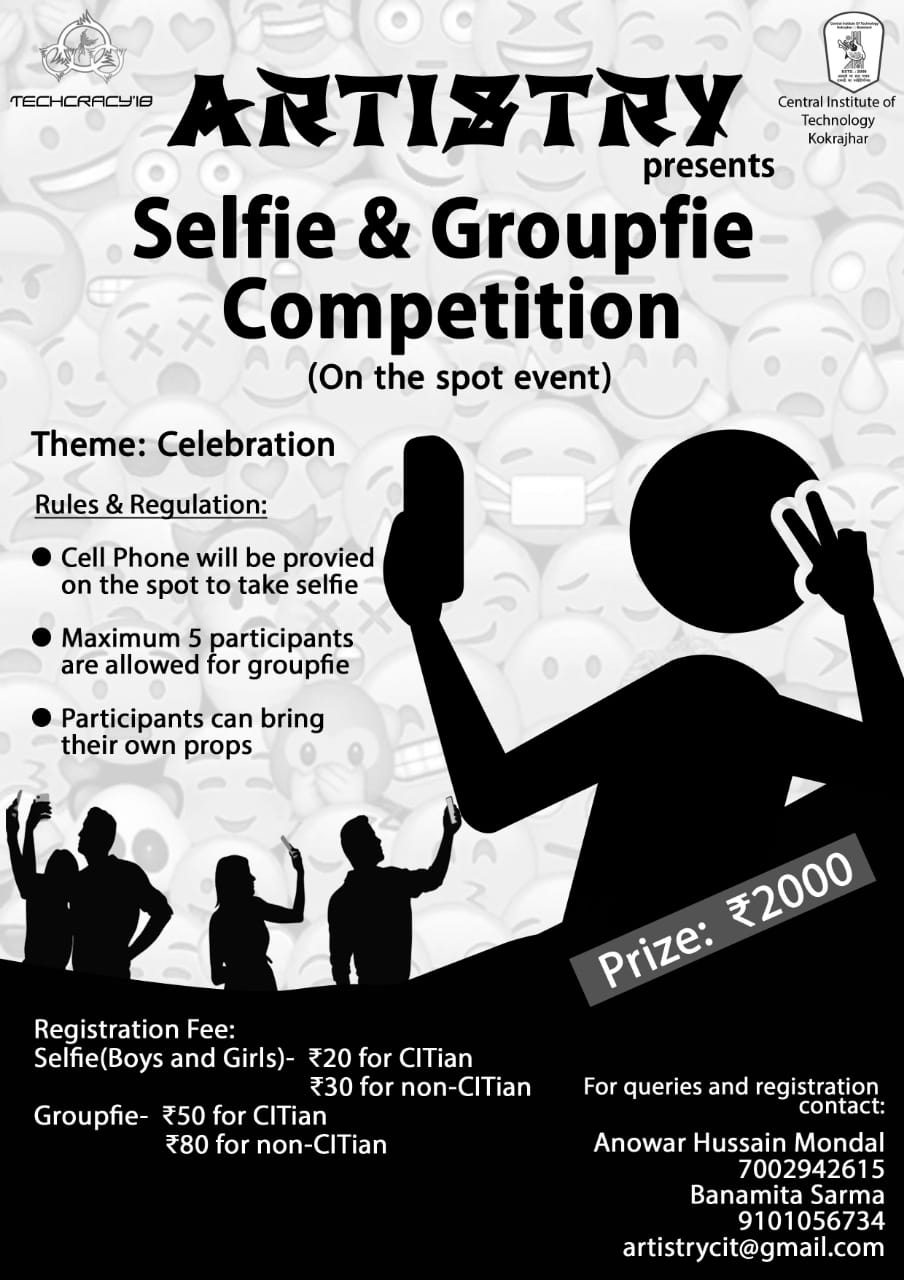 TECHCRACY'18
Central Institute of
Technology
Kokrajhar
ARTISTRY
presents
Selfie & Groupfie
Competition
(On the spot event)
Theme: Celebration
Rules & Regulation:
● Cell Phone will be provied
on the spot to take selfie
● Maximum 5 participants
are allowed for groupfie
● Participants can bring
their own props
Prize: ₹2000
Registration Fee:
Selfie(Boys and Girls)- ₹20 for CITian
₹30 for non-CITian
Groupfie- ₹50 for CITian
₹80 for non-CITian
For queries and registration
contact:
Anowar Hussain Mondal
7002942615
Banamita Sarma
9101056734
artistrycit@gmail.com